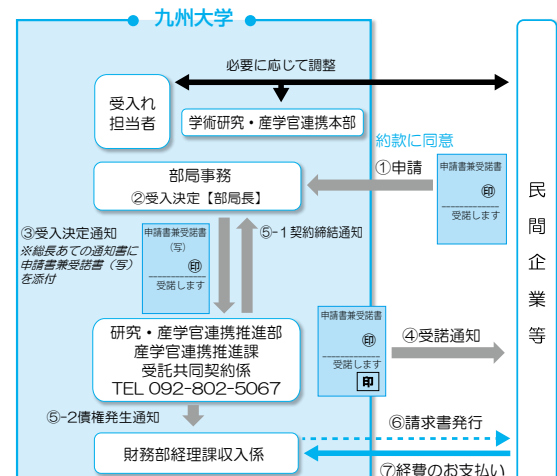 九州大学
必要に応じて調整
受入れ
担当者
学術研究・産学官連携本部
約款に同意
①申請
申請書兼受諾書
印
受諾します
部局事務
②受入決定【部局長】
③受入決定通知
※総長あての通知書に
申請書兼受諾書（写）
を添付
申請書兼受諾書
（写）
印
受諾します
⑤-1契約締結通知
民間企業等
研究・産学官連携推進部
産学官連携推進課
受託共同契約係
TEL 092-802-5067
申請書兼受諾書
印
受諾します
印
④受諾通知
⑤-2債権発生通知
⑥請求書発行
財務部経理課収入係
⑦経費のお支払い